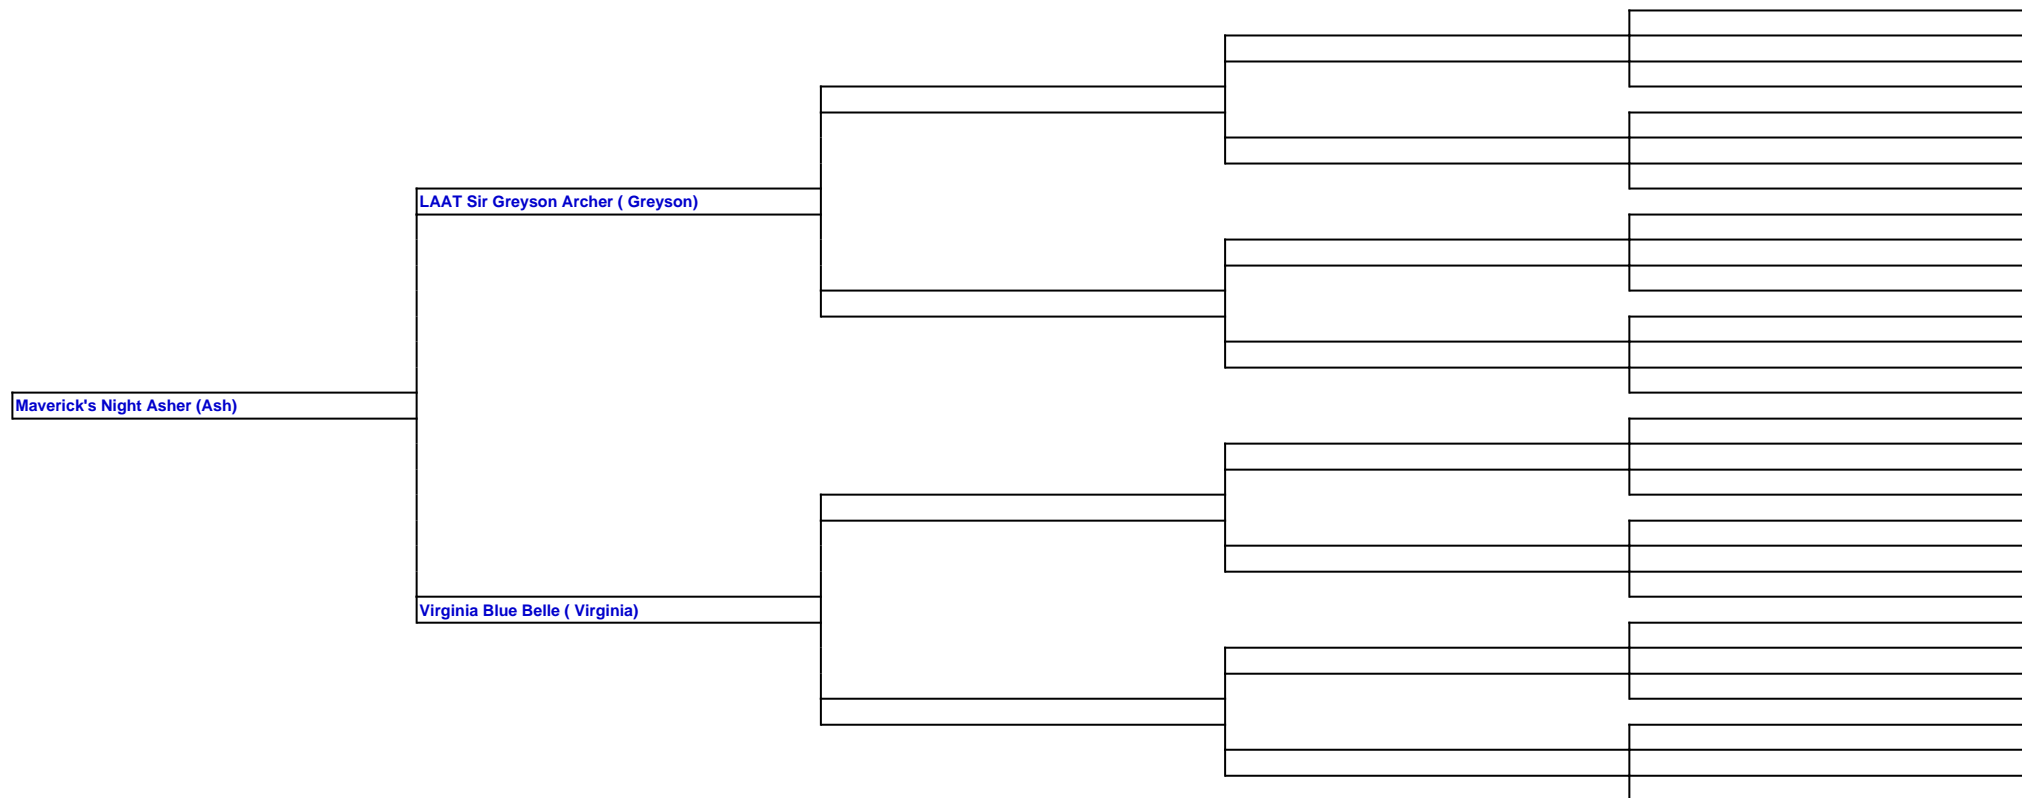 LAAT Sir Greyson Archer ( Greyson)
Maverick's Night Asher (Ash)
Virginia Blue Belle ( Virginia)